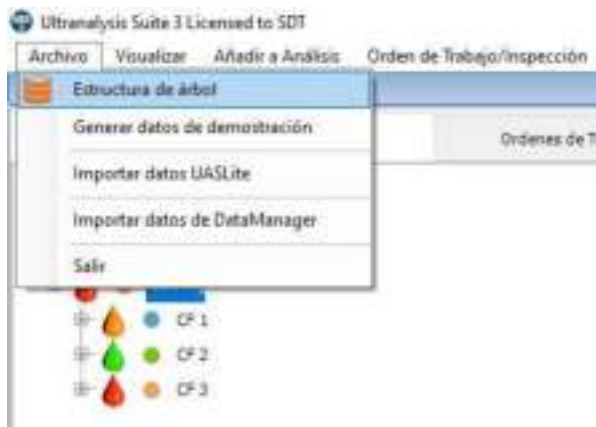 Ultranalysis Suite 3 Licensed to SDT
Archivo Visualizar Añadir a Análisis Orden de Trabajo/Inspección
Estructura de árbol
Generar datos de demostración
Ordenes de T
Importar datos UASLite
Importar datos de DataManager
Salir
CF 1
CF 2
CF 3